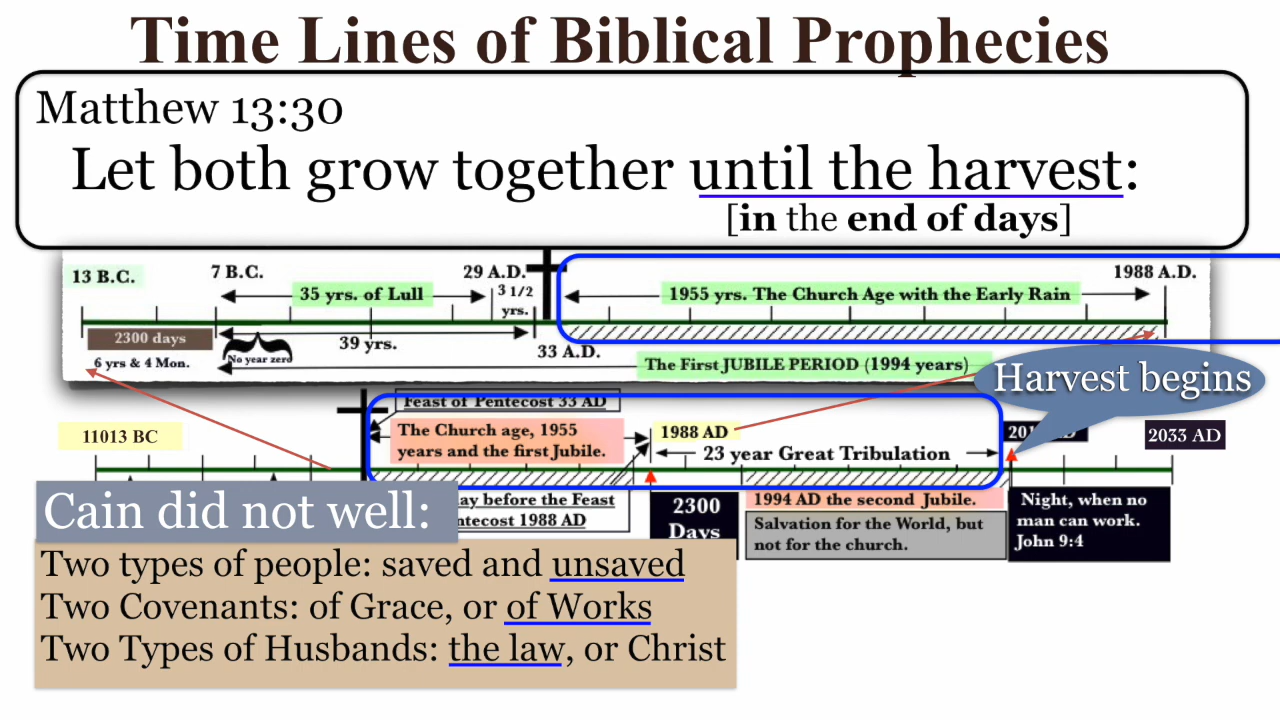 Time Lines of Biblical Prophecies
Matthew 13:30
Let both grow together until the harvest:
[in the end of days]
13 B.C.
7 B.C.
29 A.D.
1988 A.D.
35 yrs. of Lull
3 1/2
yrs.
1955 yrs. The Church Age with the Early Rain
2300 days
6 yrs & 4 Mon.
No year zero
39 yrs.
33 A.D.
The First JUBILE PERIOD (1994 years)
Harvest begins
11013 BC
Feast of Pentecost 33 AD
The Church age, 1955
years and the first Jubile.
1988 AD
23 year Great Tribulation
2033 AD
before the Feast
1988 AD
2300
Days
1994 AD the second Jubile.
Salvation for the World, but
not for the church.
Night, when no
man can work.
John 9:4
Cain did not well:
Two types of people: saved and unsaved
Two Covenants: of Grace, or of Works
Two Types of Husbands: the law, or Christ